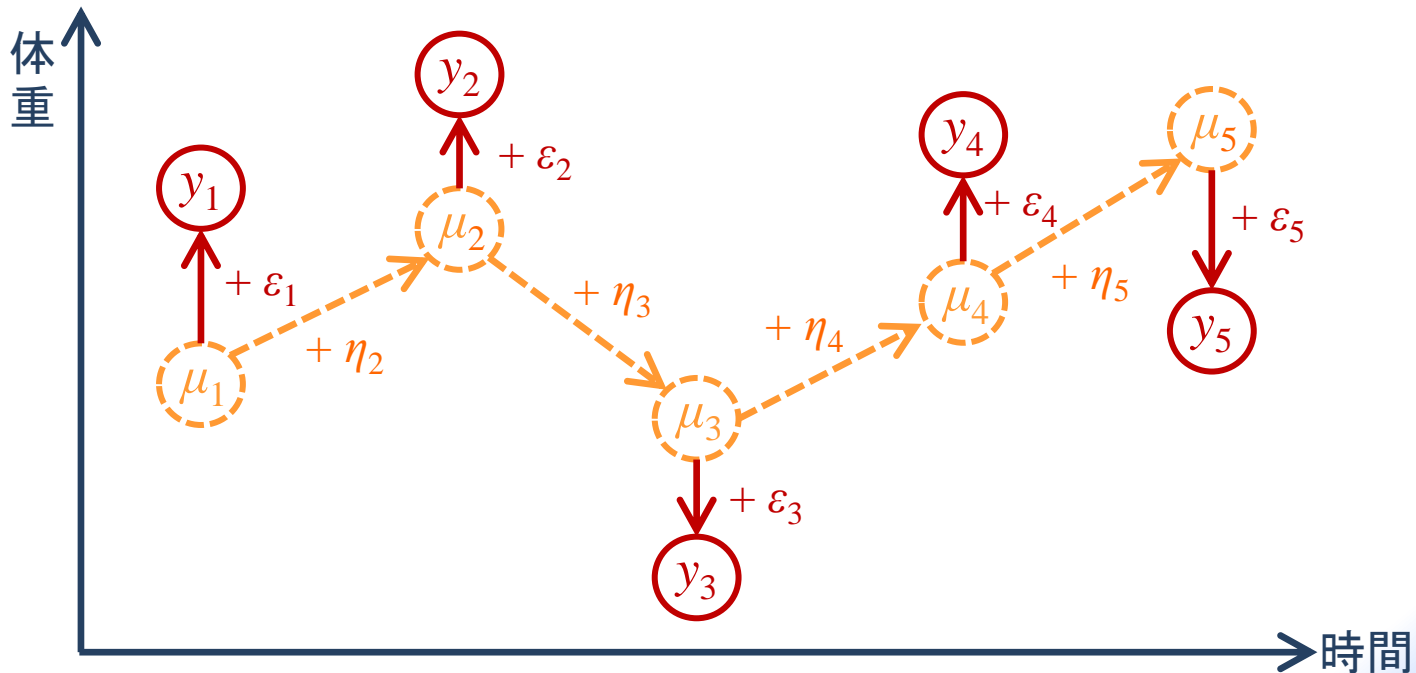 体重
y₁
y₂
y₃
y₄
y₅
μ₁
μ₂
μ₃
μ₄
μ₅
+ ε₁
+ ε₂
+ ε₃
+ ε₄
+ ε₅
+ η₂
+ η₃
+ η₄
+ η₅
時間